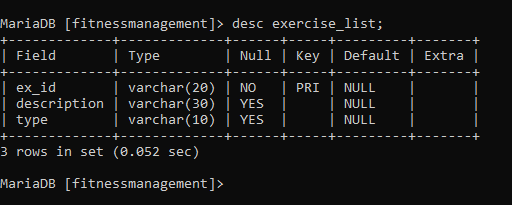 MariaDB [fitnessmanagement]> desc exercise_list;
+-------------+-------------+------+-----+---------+-------+
| Field       | Type        | Null | Key | Default | Extra |
+-------------+-------------+------+-----+---------+-------+
| ex_id       | varchar(20) | NO   | PRI | NULL    |       |
| description | varchar(30) | YES  |     | NULL    |       |
| type        | varchar(10) | YES  |     | NULL    |       |
+-------------+-------------+------+-----+---------+-------+
3 rows in set (0.052 sec)
MariaDB [fitnessmanagement]>